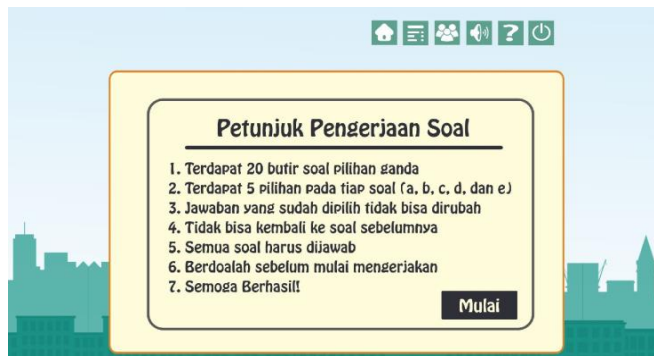 Petunjuk Pengerjaan Soal
1. Terdapat 20 butir soal pilihan ganda
2. Terdapat 5 pilihan pada tiap soal (a, b, c, d, dan e)
3. Jawaban yang sudah dipilih tidak bisa dirubah
4. Tidak bisa kembali ke soal sebelumnya
5. Semua soal harus dijawab
6. Berdoalah sebelum mulai mengerjakan
7. Semoga Berhasil!
Mulai